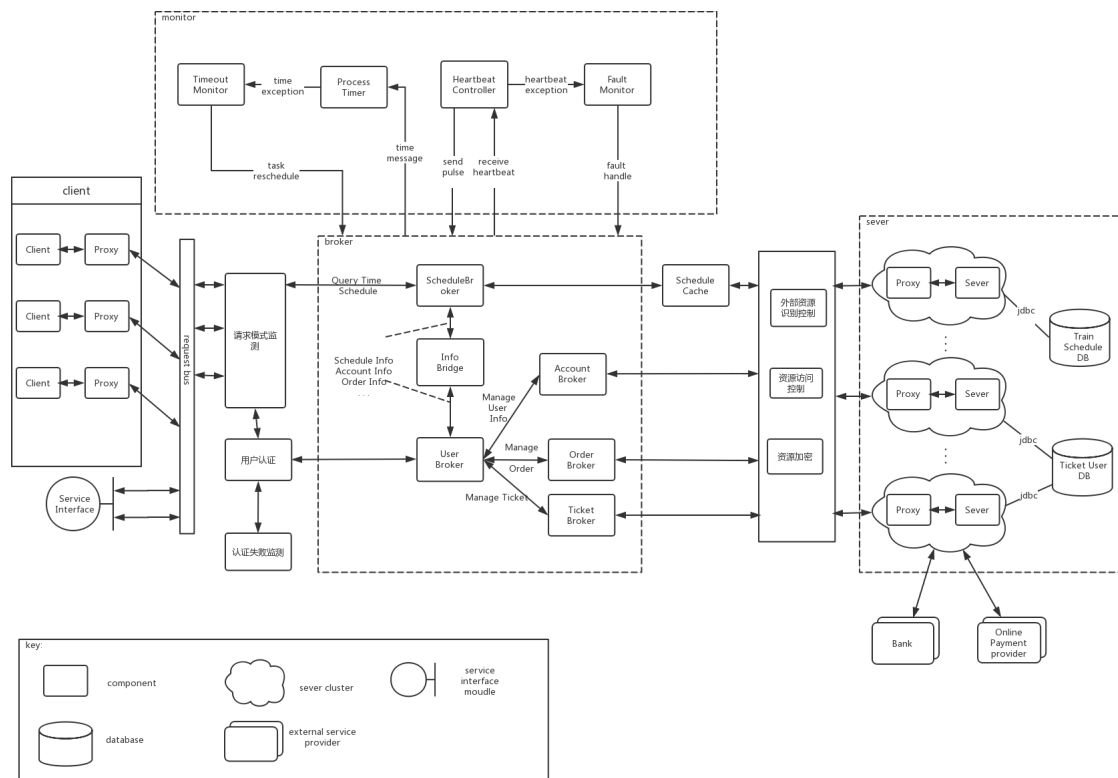 monitor
Timeout
Monitor
time
exception
Process
Timer
Heartbeat
Controller
heartbeat
exception
Fault
Monitor
task
reschedule
time
message
send
pulse
receive
heartbeat
fault
handle
client
Client
Proxy
Client
Proxy
Client
Proxy
Service
Interface
request bus
请求模式监
测
用户认证
认证失败监测
broker
Query Time
Schedule
ScheduleBr
oker
Schedule Info
Account Info
Order Info
...
Info
Bridge
Account
Broker
Manage
User
Info
User
Broker
Manage
Order
Order
Broker
Manage Ticket
Ticket
Broker
Schedule
Cache
外部资源
识别控制
资源访问
控制
资源加密
sever
Proxy
Sever
jdbc
Train
Schedule
DB
...
Proxy
Sever
jdbc
Ticket User
DB
...
Proxy
Sever
jdbc
Bank
Online
Payment
provider
key:
component
sever cluster
service
interface
moudle
database
external service
provider